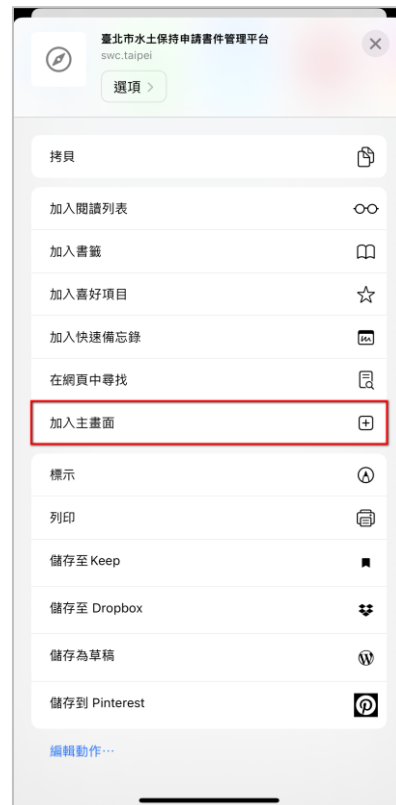 臺北市水土保持申請書件管理平台
swc.taipei
選項 >
拷貝
加入閱讀列表
加入書籤
加入喜好項目
加入快速備忘錄
在網頁中尋找
加入主畫面
標示
列印
儲存至 Keep
儲存至 Dropbox
儲存為草稿
儲存到 Pinterest
編輯動作⋯